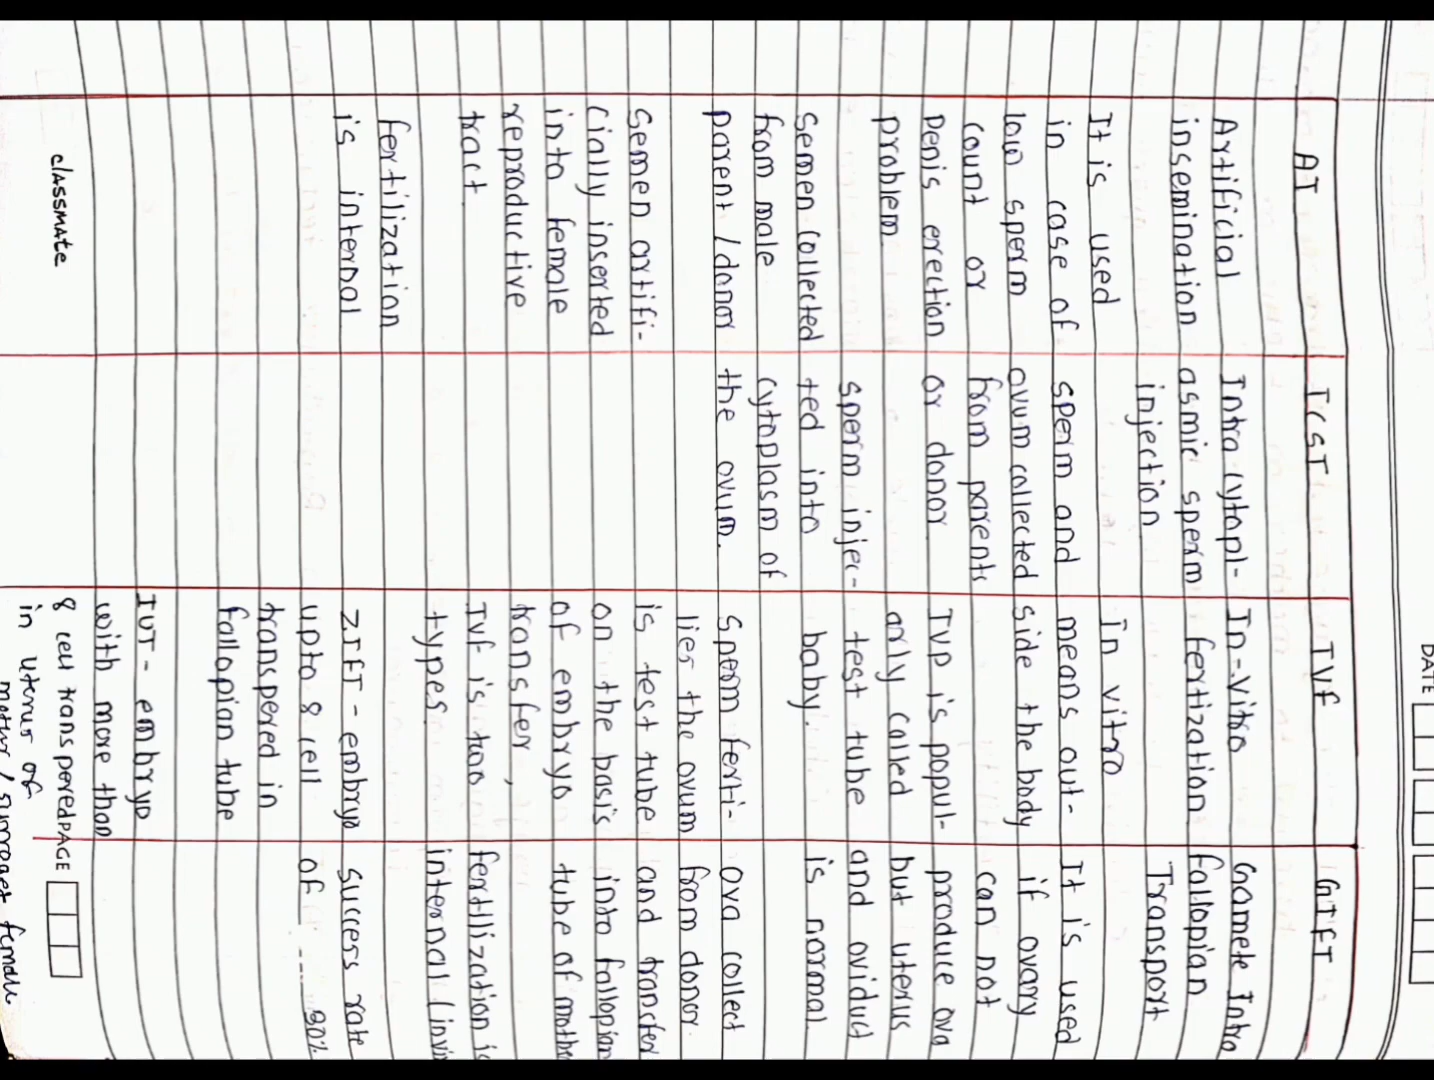 DATE
AI
Artificial
insemination
It is used
in case of
low sperm
count or
penis erection
problem
Semen collected
from male
parent / donor
Semen artifi-
cially inserted
into female
reproductive
tract.
fertilization
is internal
ICSI
Intra cytopl-
asmic sperm
injection
sperm and
ovum collected
from parents
or donor
sperm injec-
ted into
cytoplasm of
the ovum.
IVF
In-vitro
fertization
In vitro
means out-
side the body
IVP is popul-
arly called
test tube
baby.
Sperm ferti-
lies the ovum
is test tube
on the basis
of embryo
transfer,
IVF is two
types.
ZIFT - embryo
upto 8 cell
transpered in
fallopian tube
IUT - embryo
with more than
8 cell transpered
in uterus of
GIFT
Gamete Intra
fallopian
Transport
It is used
if ovary
can not
produce ova
but uterus
and oviduct
is normal
ova collect
from donor.
and transfer
into fallopian
tube of
fertilization is
internal
success rate
of ---- 30%
classmate
PAGE